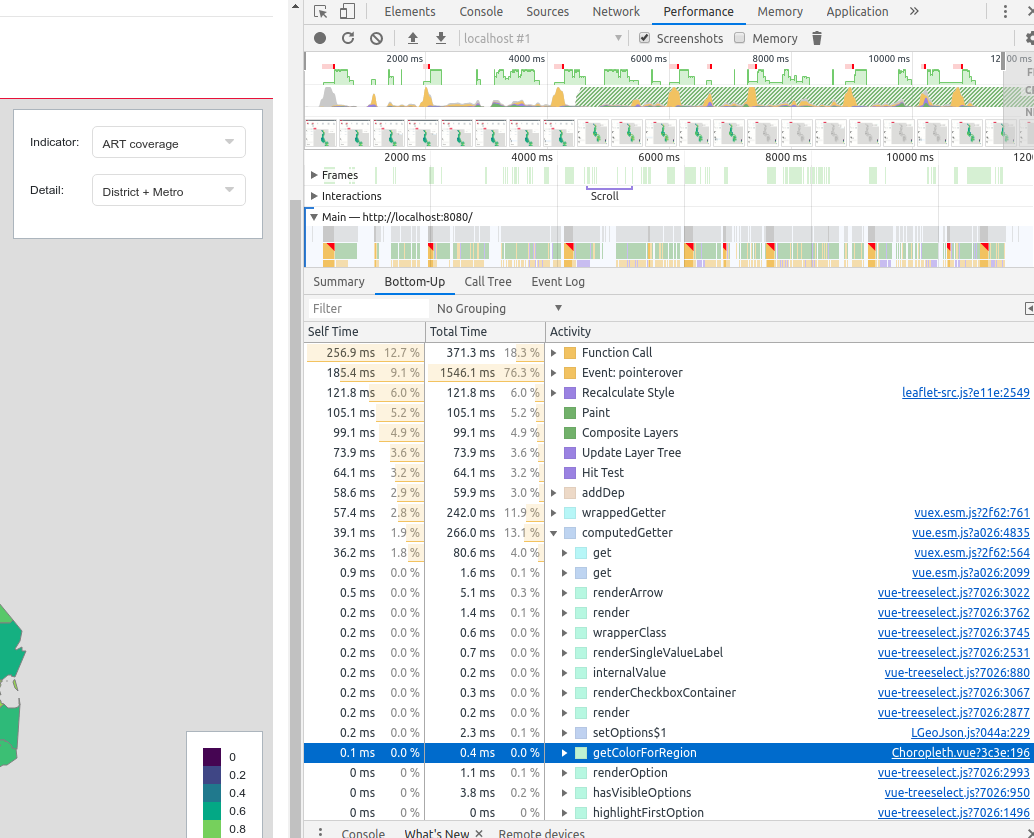 Elements Console Sources Network Performance Memory Application »
localhost #1 Screenshots Memory
2000 ms 4000 ms 6000 ms 8000 ms 10000 ms 12 00 ms
2000 ms 4000 ms 6000 ms 8000 ms 10000 ms 120
Frames
Interactions Scroll
Main — http://localhost:8080/
Summary Bottom-Up Call Tree Event Log
Filter No Grouping
Self Time Total Time Activity
256.9 ms 12.7 % 371.3 ms 18.3 % Function Call
185.4 ms 9.1 % 1546.1 ms 76.3 % Event: pointerover
121.8 ms 6.0 % 121.8 ms 6.0 % Recalculate Style leaflet-src.js?e11e:2549
105.1 ms 5.2 % 105.1 ms 5.2 % Paint
99.1 ms 4.9 % 99.1 ms 4.9 % Composite Layers
73.9 ms 3.6 % 73.9 ms 3.6 % Update Layer Tree
64.1 ms 3.2 % 64.1 ms 3.2 % Hit Test
58.6 ms 2.9 % 59.9 ms 3.0 % addDep
57.4 ms 2.8 % 242.0 ms 11.9 % wrappedGetter vuex.esm.js?2f62:761
39.1 ms 1.9 % 266.0 ms 13.1 % computedGetter vue.esm.js?a026:4835
36.2 ms 1.8 % 80.6 ms 4.0 % get vuex.esm.js?2f62:564
0.9 ms 0.0 % 1.6 ms 0.1 % get vue.esm.js?a026:2099
0.5 ms 0.0 % 5.1 ms 0.3 % renderArrow vue-treeselect.js?7026:3022
0.2 ms 0.0 % 1.4 ms 0.1 % render vue-treeselect.js?7026:3762
0.2 ms 0.0 % 0.6 ms 0.0 % wrapperClass vue-treeselect.js?7026:3745
0.2 ms 0.0 % 0.7 ms 0.0 % renderSingleValueLabel vue-treeselect.js?7026:2531
0.2 ms 0.0 % 0.2 ms 0.0 % internalValue vue-treeselect.js?7026:880
0.2 ms 0.0 % 0.3 ms 0.0 % renderCheckboxContainer vue-treeselect.js?7026:3067
0.2 ms 0.0 % 0.2 ms 0.0 % render vue-treeselect.js?7026:2877
0.2 ms 0.0 % 2.3 ms 0.1 % setOptions$1 LGeoJson.js?044a:229
0.1 ms 0.0 % 0.4 ms 0.0 % getColorForRegion Choropleth.vue?3c3e:196
0 ms 0 % 1.1 ms 0.1 % renderOption vue-treeselect.js?7026:2993
0 ms 0 % 3.8 ms 0.2 % hasVisibleOptions vue-treeselect.js?7026:950
0 ms 0 % 0 ms 0 % highlightFirstOption vue-treeselect.js?7026:1496
Console What's New × Remote devices
Indicator: ART coverage
Detail: District + Metro
0
0.2
0.4
0.6
0.8